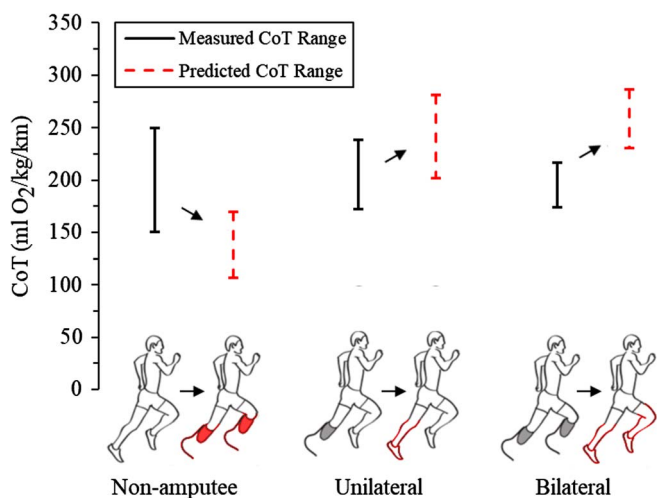 350
300
250
200
150
100
50
0
CoT (ml O₂/kg/km)
Measured CoT Range
Predicted CoT Range
Non-amputee
Unilateral
Bilateral